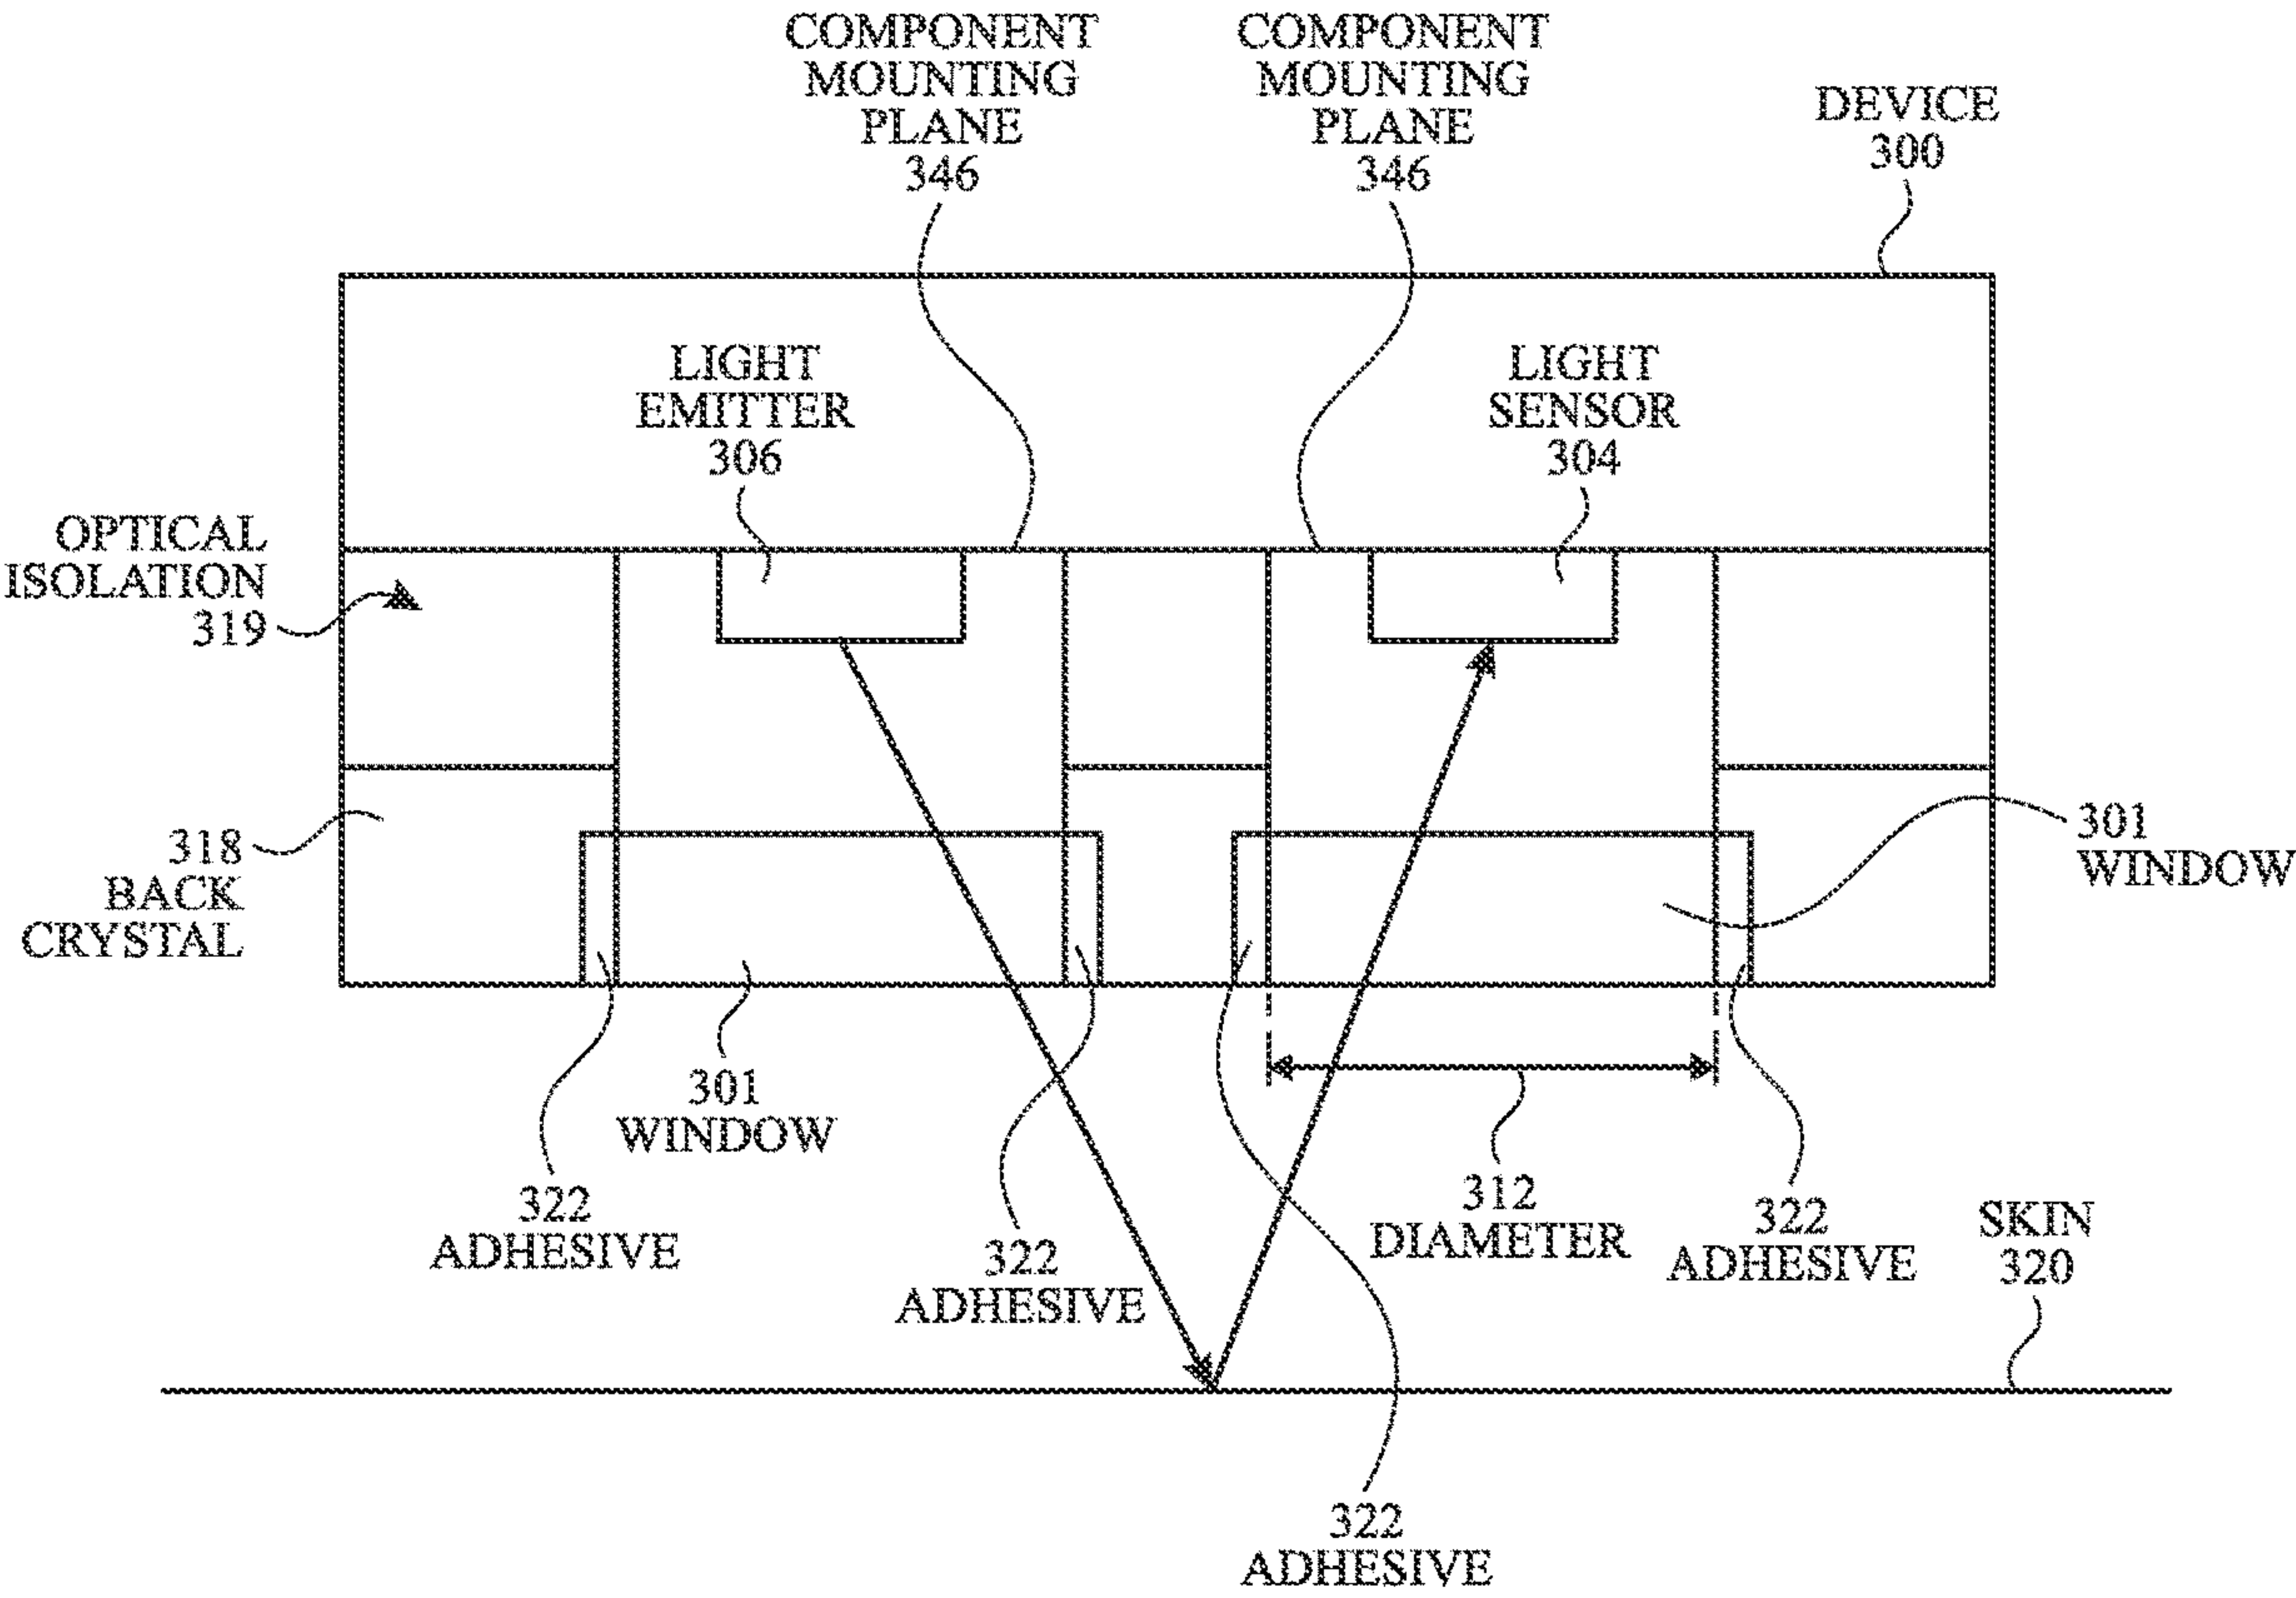 COMPONENT
MOUNTING
PLANE
346
COMPONENT
MOUNTING
PLANE
346
DEVICE
300
LIGHT
EMITTER
306
LIGHT
SENSOR
304
OPTICAL
ISOLATION
319
318
BACK
CRYSTAL
301
WINDOW
301
WINDOW
322
ADHESIVE
322
ADHESIVE
312
DIAMETER
322
ADHESIVE
SKIN
320
322
ADHESIVE